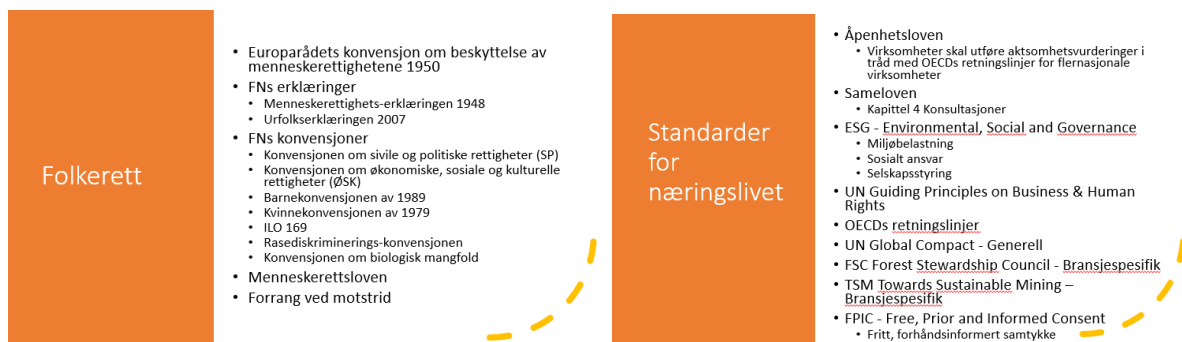 Folkerett
• Europarådets konvensjon om beskyttelse av
menneskerettighetene 1950
• FNs erklæringer
• Menneskerettighets-erklæringen 1948
• Urfolkserklæringen 2007
• FNs konvensjoner
• Konvensjonen om sivile og politiske rettigheter (SP)
• Konvensjonen om økonomiske, sosiale og kulturelle
rettigheter (ØSK)
• Barnekonvensjonen av 1989
• Kvinnekonvensjonen av 1979
• ILO 169
• Rasediskriminerings-konvensjonen
• Konvensjonen om biologisk mangfold
• Menneskerettsloven
• Forrang ved motstrid
Standarder
for
næringslivet
• Åpenhetsloven
• Virksomheter skal utføre aktsomhetsvurderinger i
tråd med OECDs retningslinjer for flernasjonale
virksomheter
• Sameloven
• Kapittel 4 Konsultasjoner
• ESG - Environmental, Social and Governance
• Miljøbelastning
• Sosialt ansvar
• Selskapsstyring
• UN Guiding Principles on Business & Human
Rights
• OECDs retningslinjer
• UN Global Compact - Generell
• FSC Forest Stewardship Council - Bransjespesifik
• TSM Towards Sustainable Mining –
Bransjespesifik
• FPIC - Free, Prior and Informed Consent
• Fritt, forhåndsinformert samtykke